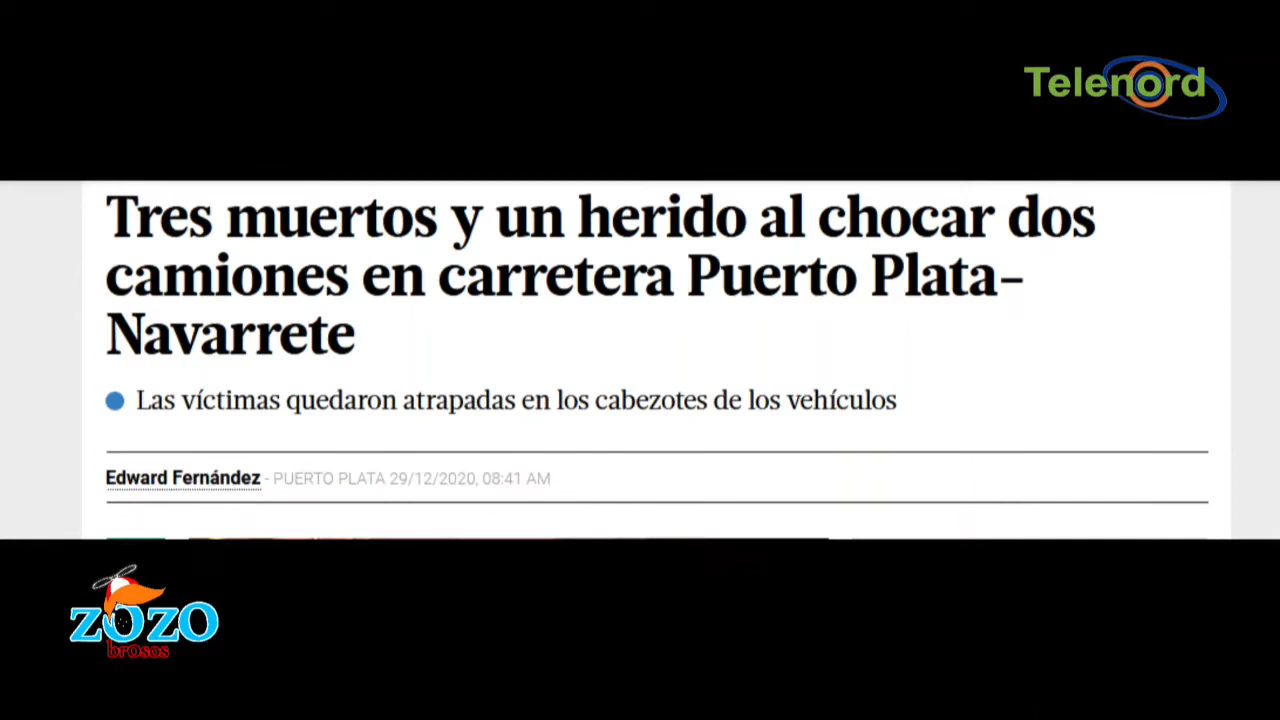 Telenord
Tres muertos y un herido al chocar dos
camiones en carretera Puerto Plata–
Navarrete
Las víctimas quedaron atrapadas en los cabezotes de los vehículos
Edward Fernández - PUERTO PLATA 29/12/2020, 08:41 AM
zOzO
brOsos